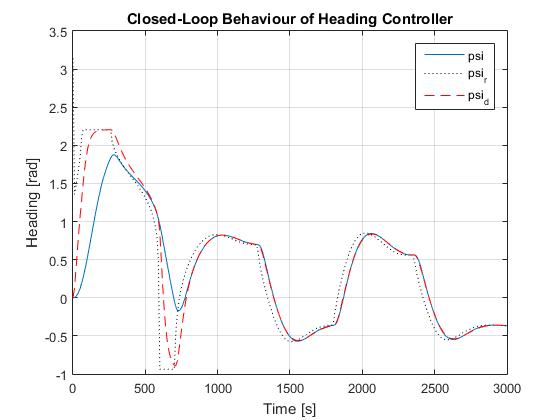 Closed-Loop Behaviour of Heading Controller
3.5
3
2.5
2
1.5
1
0.5
0
-0.5
-1
Heading [rad]
psi
psi_r
psi_d
0 500 1000 1500 2000 2500 3000
Time [s]